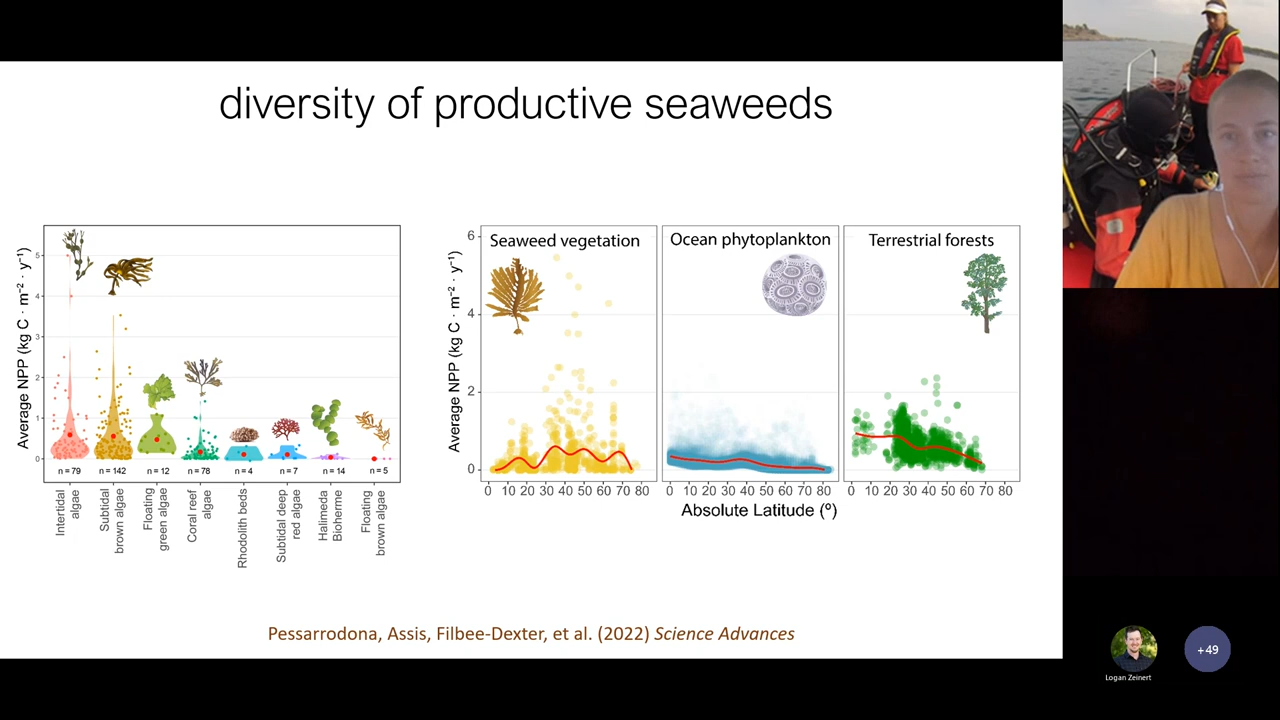 diversity of productive seaweeds
Average NPP (kg C · m⁻² · y⁻¹)
5
4
3
2
1
0
n = 79
n = 142
n = 12
n = 78
n = 4
n = 7
n = 14
n = 5
Intertidal
algae
Subtidal
brown algae
Floating
green algae
Coral reef
algae
Rhodolith beds
Subtidal deep
red algae
Halimeda
Bioherme
Floating
brown algae
Average NPP (kg C · m⁻² · y⁻¹)
6
4
2
0
Seaweed vegetation
Ocean phytoplankton
Terrestrial forests
0 10 20 30 40 50 60 70 80
0 10 20 30 40 50 60 70 80
0 10 20 30 40 50 60 70 80
Absolute Latitude (º)
Pessarrodona, Assis, Filbee-Dexter, et al. (2022) Science Advances
Logan Zeinert
+49